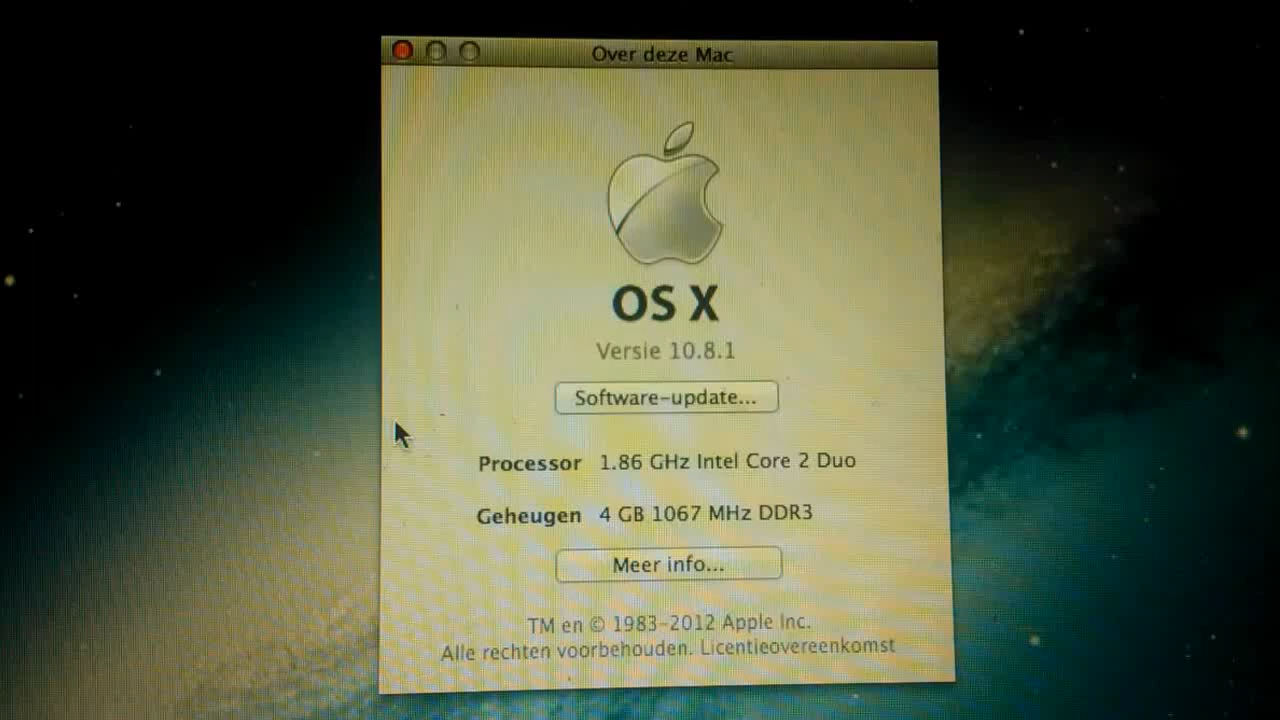 Over deze Mac
OS X
Versie 10.8.1
Software-update...
Processor 1.86 GHz Intel Core 2 Duo
Geheugen 4 GB 1067 MHz DDR3
Meer info...
TM en © 1983-2012 Apple Inc.
Alle rechten voorbehouden. Licentieovereenkomst